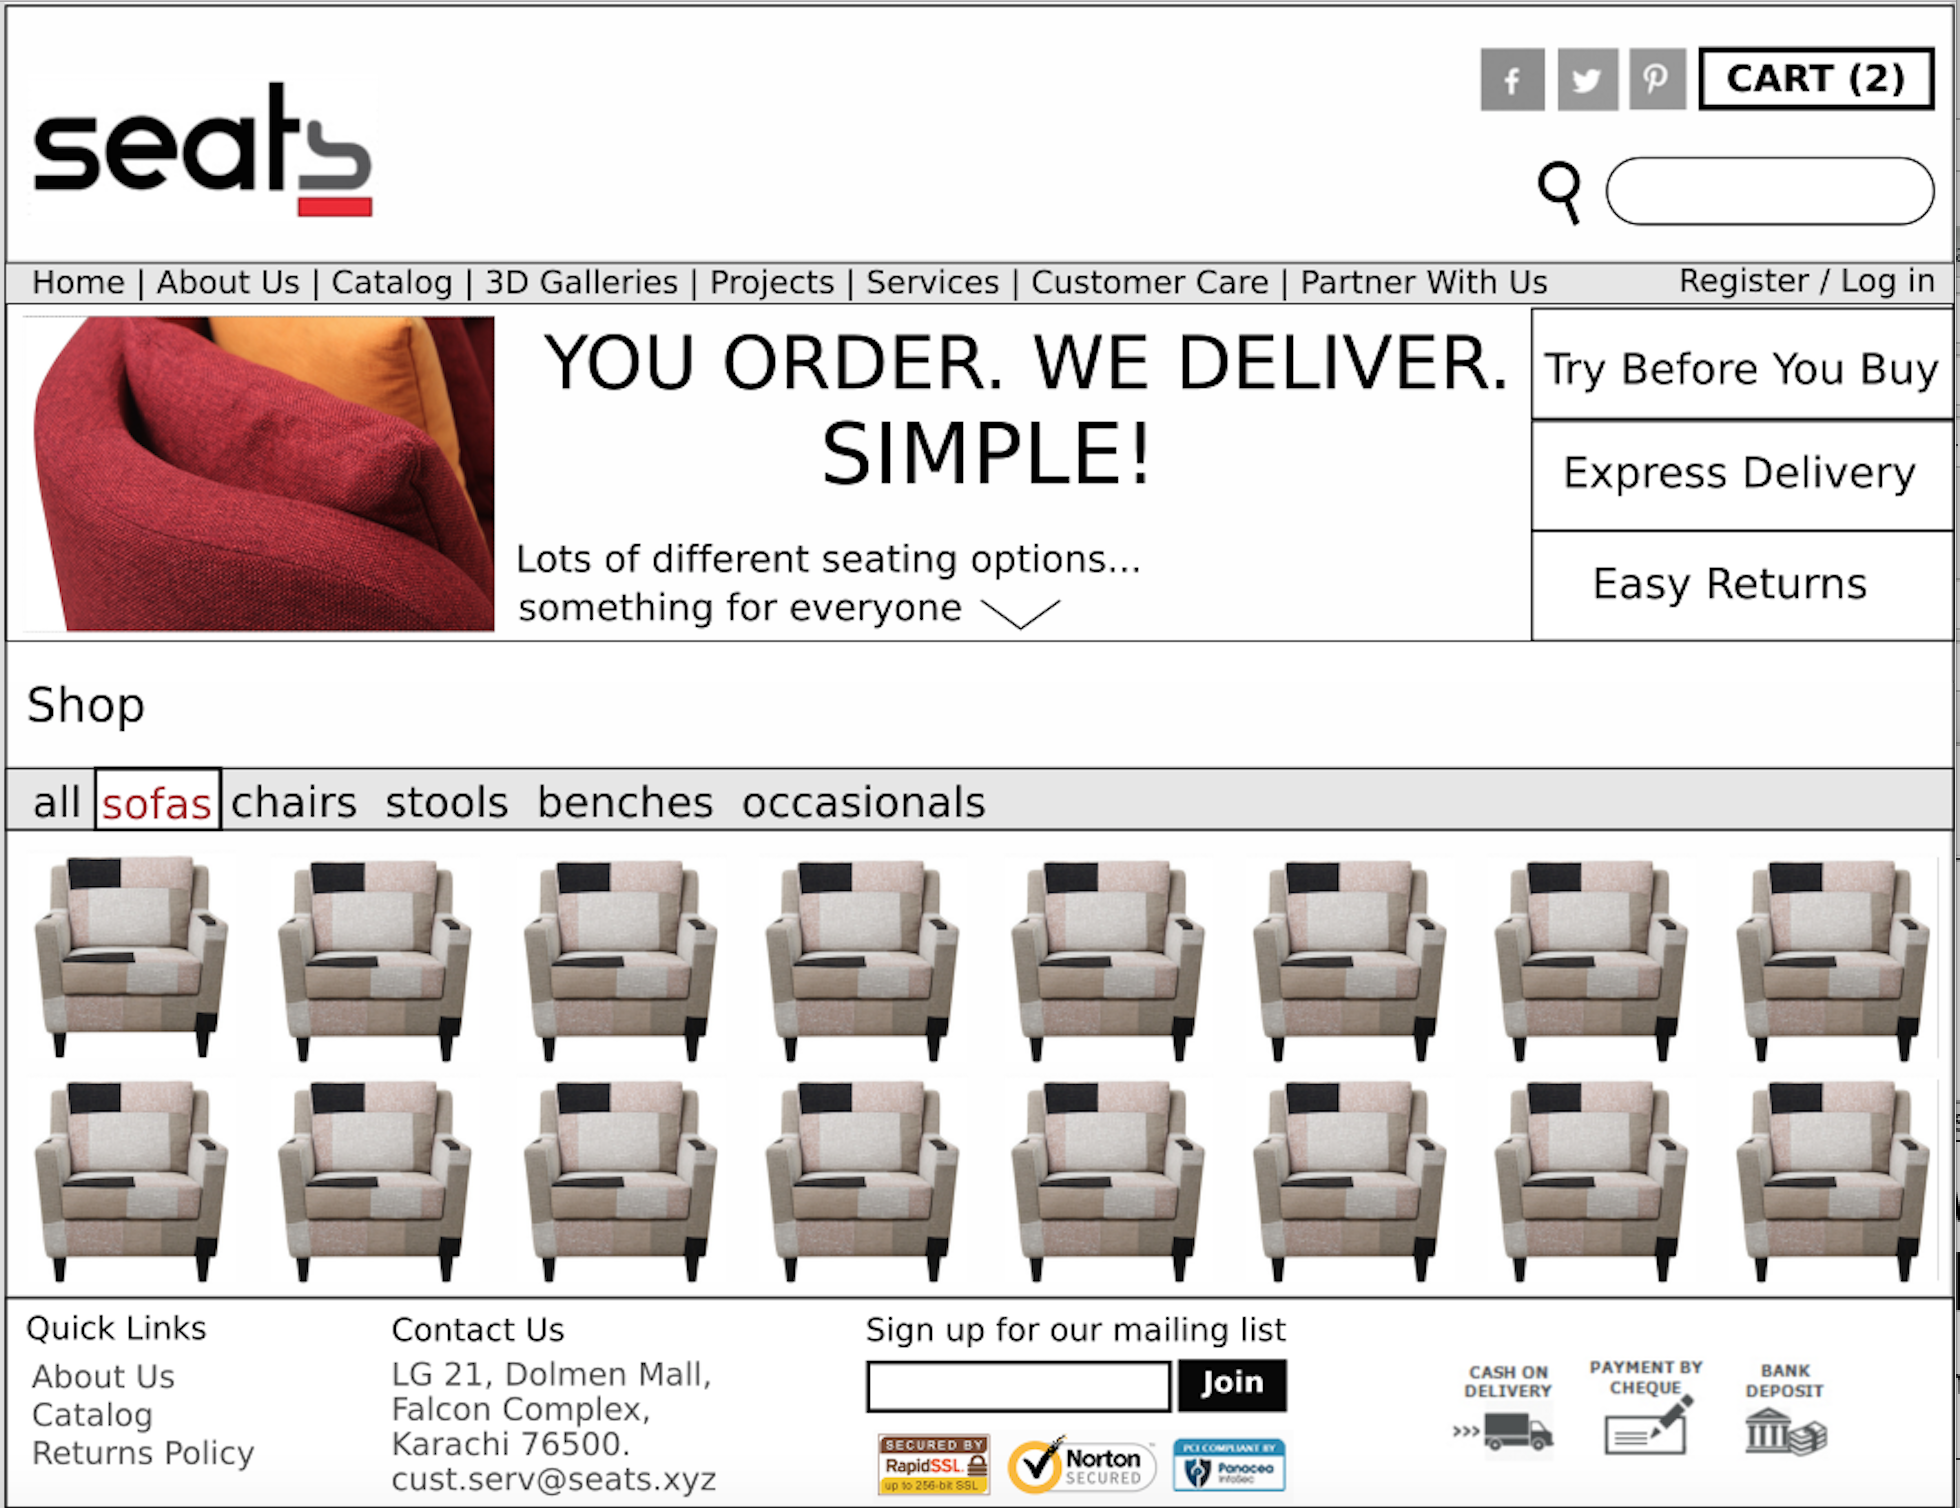 seats
f
CART (2)
Home | About Us | Catalog | 3D Galleries | Projects | Services | Customer Care | Partner With Us
Register / Log in
YOU ORDER. WE DELIVER.
SIMPLE!
Lots of different seating options...
something for everyone
Try Before You Buy
Express Delivery
Easy Returns
Shop
all sofas chairs stools benches occasionals
Quick Links
About Us
Catalog
Returns Policy
Contact Us
LG 21, Dolmen Mall,
Falcon Complex,
Karachi 76500.
cust.serv@seats.xyz
Sign up for our mailing list
Join
SECURED BY
RapidSSL.
up to 256-bit SSL
Norton
SECURED
PCI COMPLIANT BY
Panacea
InfoSec
CASH ON
DELIVERY
PAYMENT BY
CHEQUE
BANK
DEPOSIT